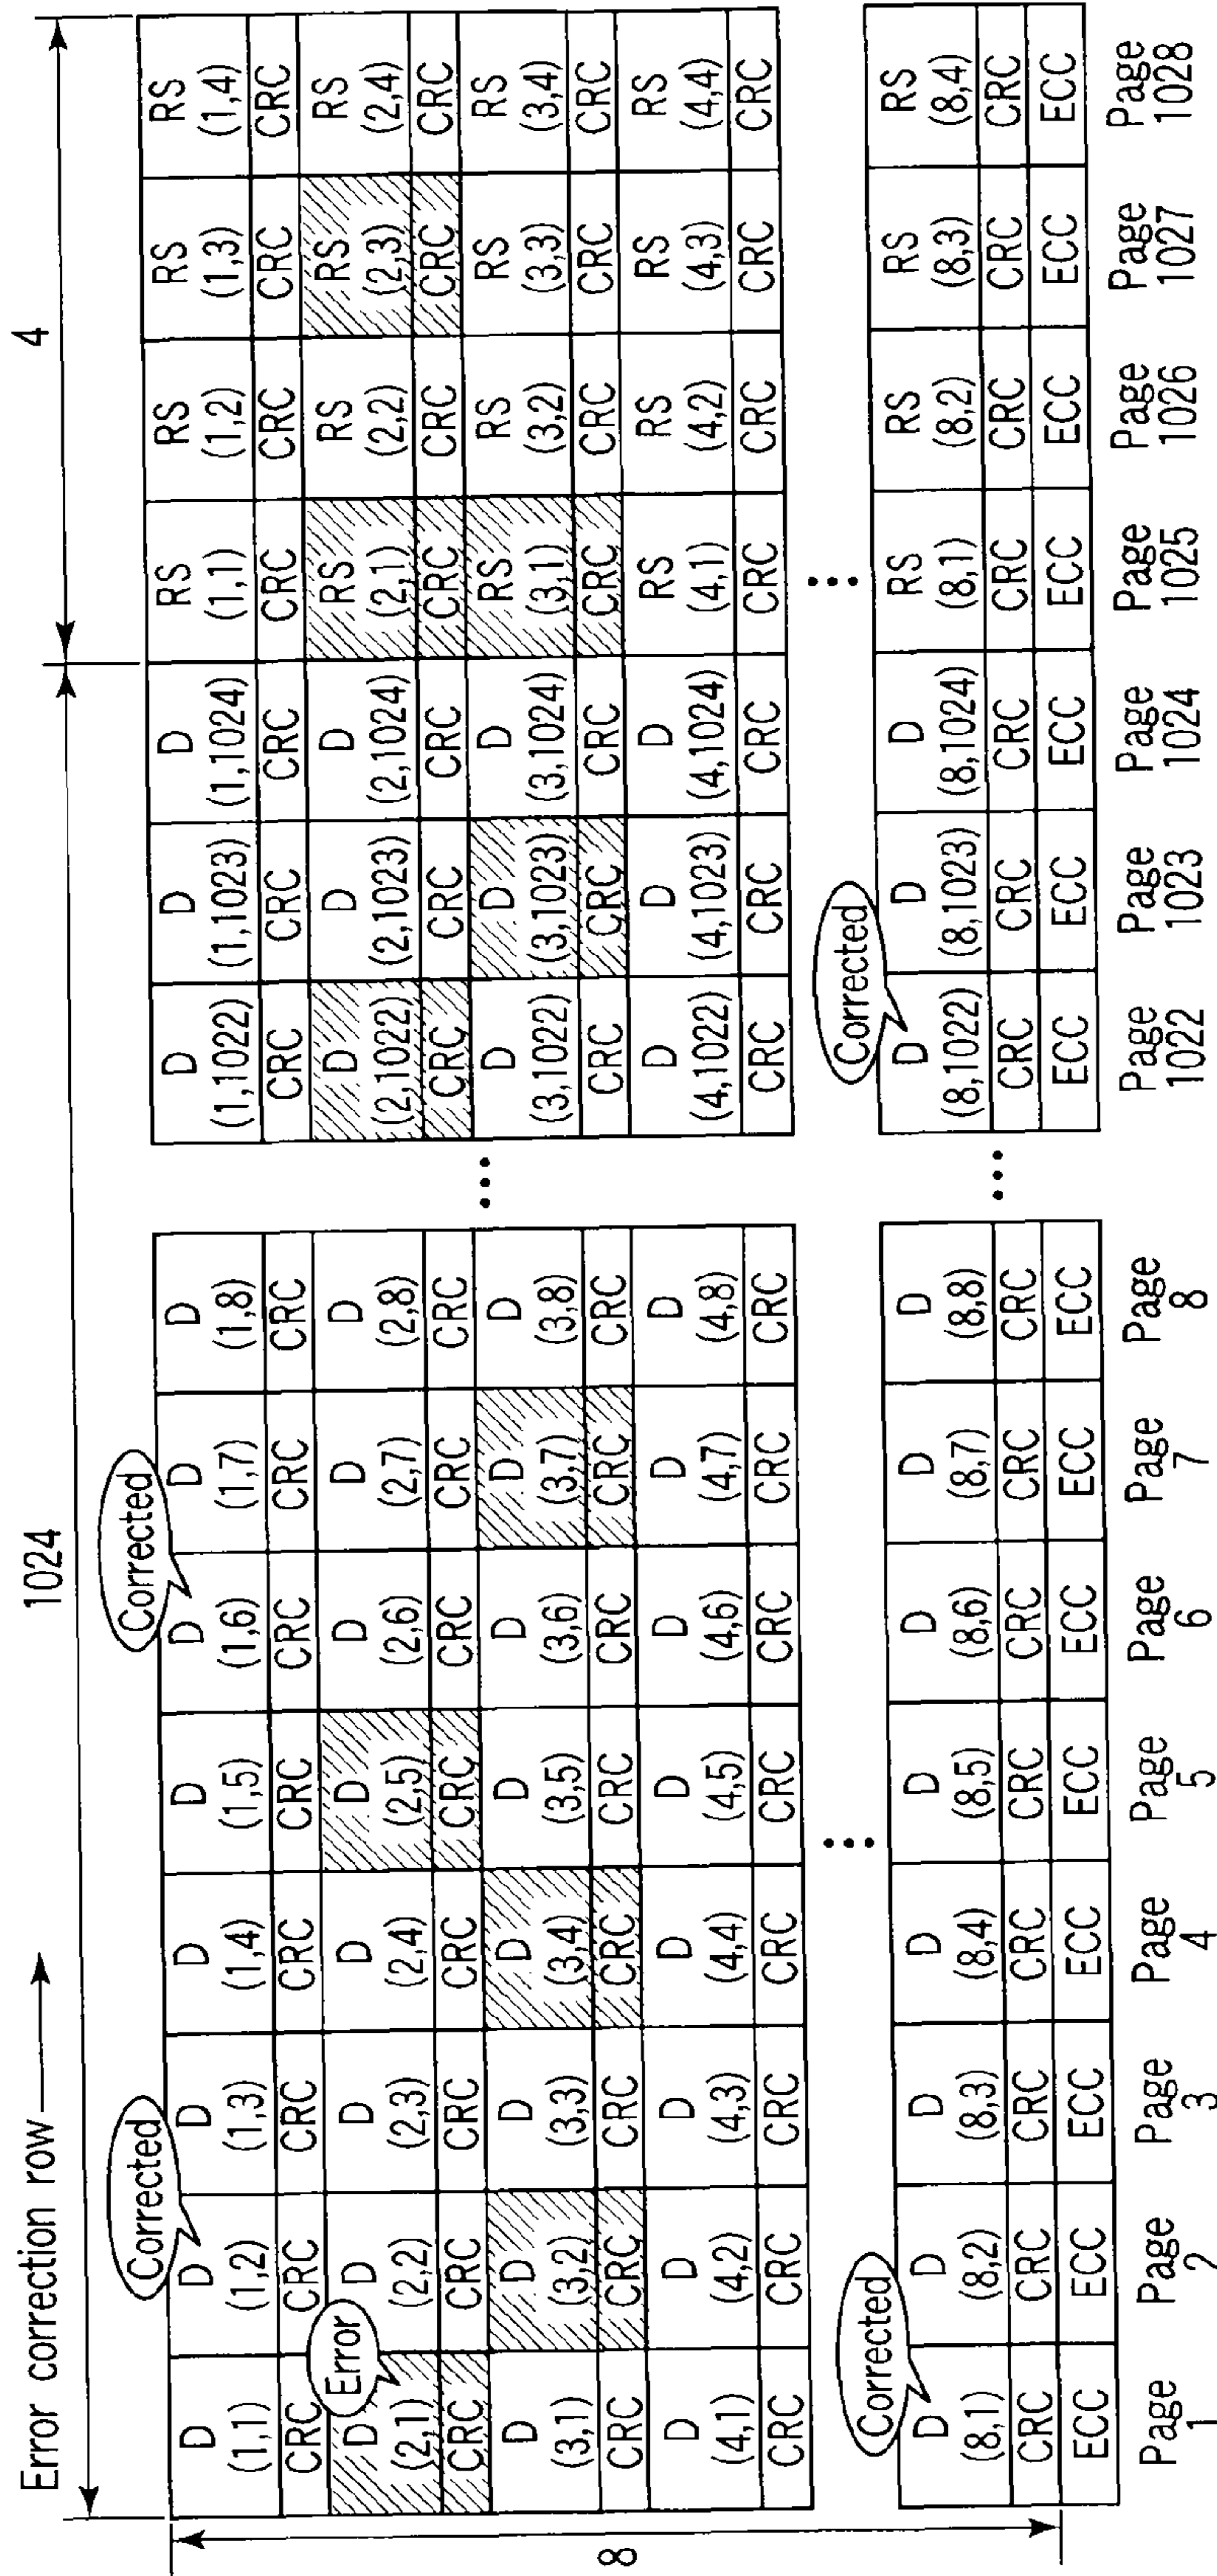 Error correction row
1024
4
Corrected
Corrected
D D D D D D D D ... D D D RS RS RS RS
(1,1) (1,2) (1,3) (1,4) (1,5) (1,6) (1,7) (1,8) (1,1022) (1,1023) (1,1024) (1,1) (1,2) (1,3) (1,4)
CRC CRC CRC CRC CRC CRC CRC CRC CRC CRC CRC CRC CRC CRC CRC
Error
D D D D D D D D D D D RS RS RS RS
(2,1) (2,2) (2,3) (2,4) (2,5) (2,6) (2,7) (2,8) (2,1022) (2,1023) (2,1024) (2,1) (2,2) (2,3) (2,4)
CRC CRC CRC CRC CRC CRC CRC CRC CRC CRC CRC CRC CRC CRC CRC
D D D D D D D D D D D RS RS RS RS
(3,1) (3,2) (3,3) (3,4) (3,5) (3,6) (3,7) (3,8) (3,1022) (3,1023) (3,1024) (3,1) (3,2) (3,3) (3,4)
CRC CRC CRC CRC CRC CRC CRC CRC CRC CRC CRC CRC CRC CRC CRC
D D D D D D D D D D D RS RS RS RS
(4,1) (4,2) (4,3) (4,4) (4,5) (4,6) (4,7) (4,8) (4,1022) (4,1023) (4,1024) (4,1) (4,2) (4,3) (4,4)
CRC CRC CRC CRC CRC CRC CRC CRC CRC CRC CRC CRC CRC CRC CRC
8
Corrected
Corrected
D D D D D D D D ... D D D RS RS RS RS
(8,1) (8,2) (8,3) (8,4) (8,5) (8,6) (8,7) (8,8) (8,1022) (8,1023) (8,1024) (8,1) (8,2) (8,3) (8,4)
CRC CRC CRC CRC CRC CRC CRC CRC CRC CRC CRC CRC CRC CRC CRC
ECC ECC ECC ECC ECC ECC ECC ECC ECC ECC ECC ECC ECC ECC ECC
Page Page Page Page Page Page Page Page Page Page Page Page Page Page Page
1 2 3 4 5 6 7 8 1022 1023 1024 1025 1026 1027 1028